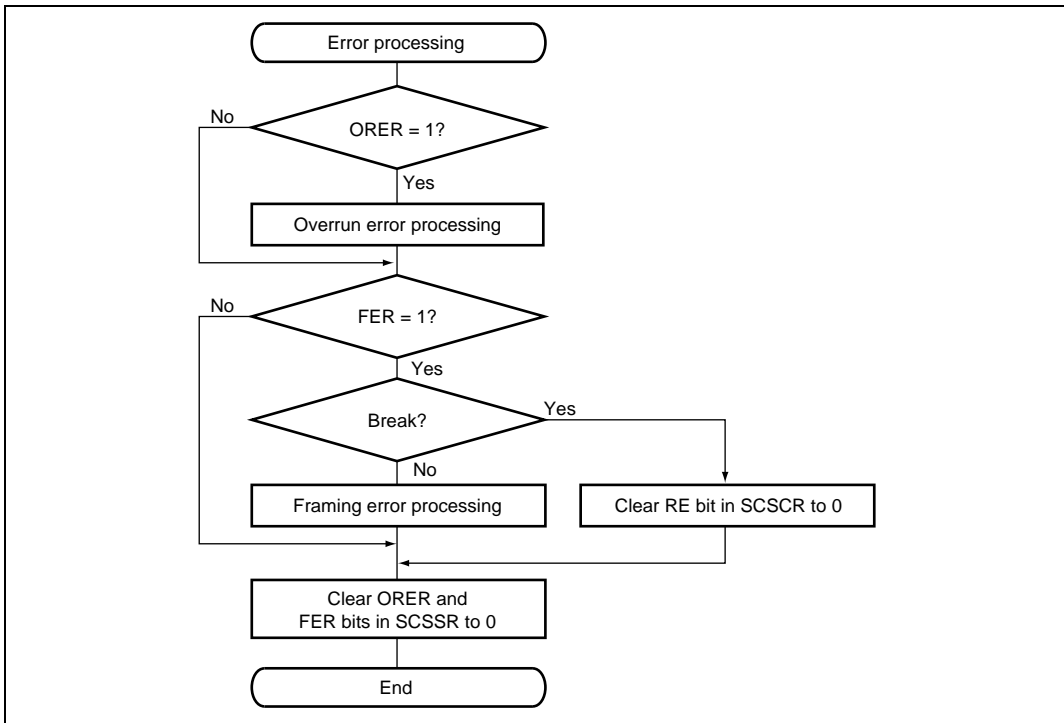 Error processing
No
ORER = 1?
Yes
Overrun error processing
No
FER = 1?
Yes
Break?
Yes
No
Framing error processing
Clear RE bit in SCSCR to 0
Clear ORER and
FER bits in SCSSR to 0
End